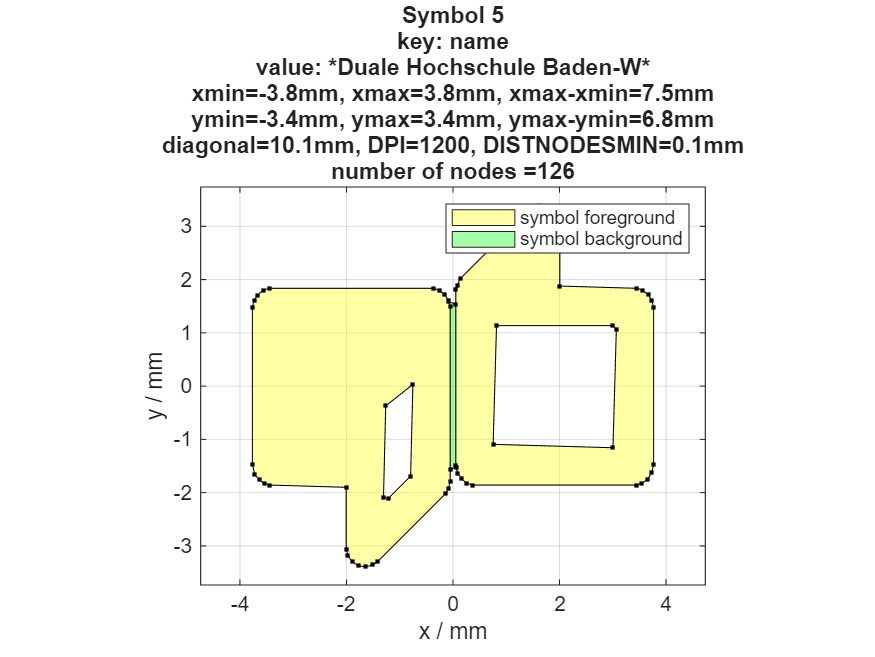 Symbol 5
key: name
value: *Duale Hochschule Baden-W*
xmin=-3.8mm, xmax=3.8mm, xmax-xmin=7.5mm
ymin=-3.4mm, ymax=3.4mm, ymax-ymin=6.8mm
diagonal=10.1mm, DPI=1200, DISTNODESMIN=0.1mm
number of nodes =126
symbol foreground
symbol background
3
2
1
0
-1
-2
-3
y / mm
-4 -2 0 2 4
x / mm